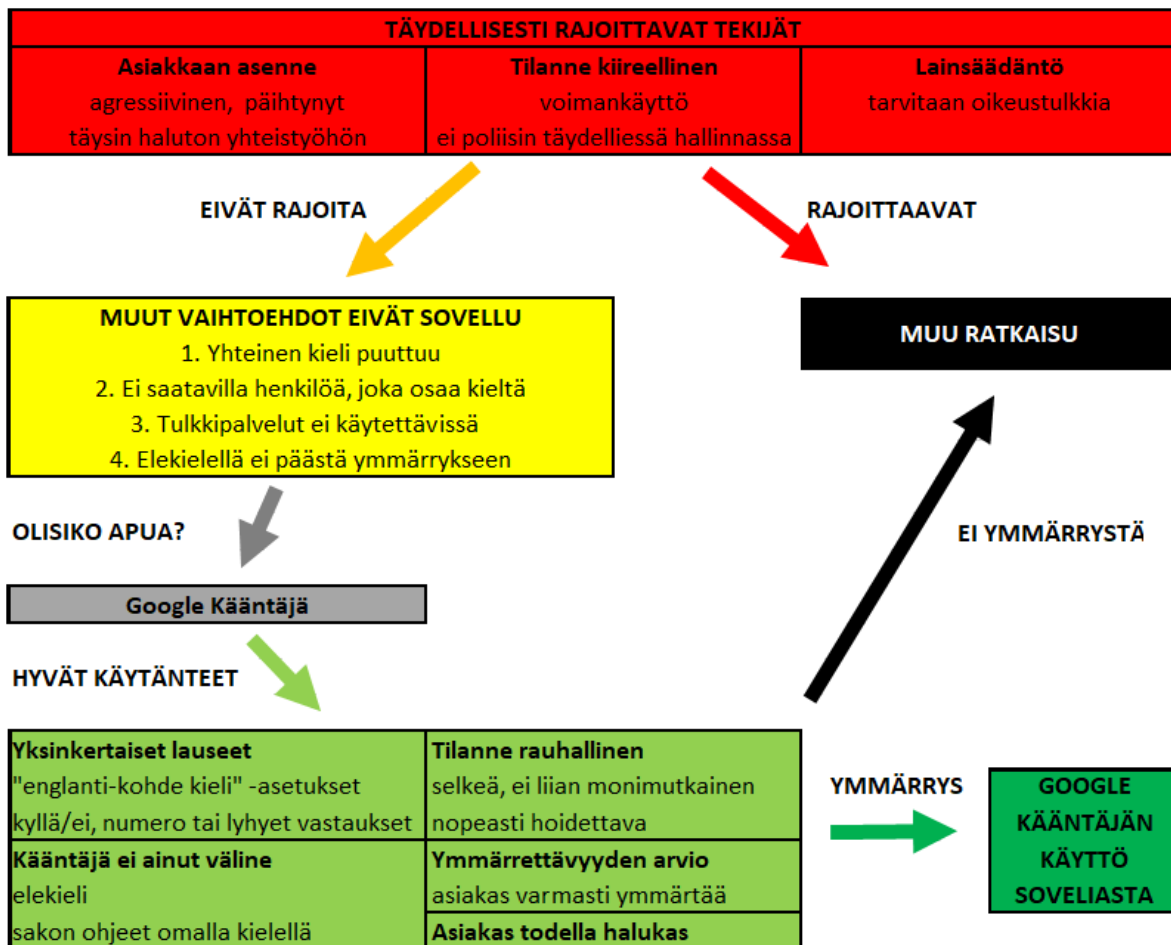 TÄYDELLISESTI RAJOITTAVAT TEKIJÄT
Asiakkaan asenne
agressiivinen, päihtynyt
täysin haluton yhteistyöhön
Tilanne kiireellinen
voimankäyttö
ei poliisin täydelliessä hallinnassa
Lainsäädäntö
tarvitaan oikeustulkkia
EIVÄT RAJOITA
RAJOITTAAVAT
MUUT VAIHTOEHDOT EIVÄT SOVELLU
1. Yhteinen kieli puuttuu
2. Ei saatavilla henkilöä, joka osaa kieltä
3. Tulkkipalvelut ei käytettävissä
4. Elekielellä ei päästä ymmärrykseen
MUU RATKAISU
OLISIKO APUA?
EI YMMÄRRYSTÄ
Google Kääntäjä
HYVÄT KÄYTÄNTEET
Yksinkertaiset lauseet
"englanti-kohde kieli" -asetukset
kyllä/ei, numero tai lyhyet vastaukset
Tilanne rauhallinen
selkeä, ei liian monimutkainen
nopeasti hoidettava
Kääntäjä ei ainut väline
elekieli
sakon ohjeet omalla kielellä
Ymmärrettävyyden arvio
asiakas varmasti ymmärtää
Asiakas todella halukas
YMMÄRRYS
GOOGLE
KÄÄNTÄJÄN
KÄYTTÖ
SOVELIASTA